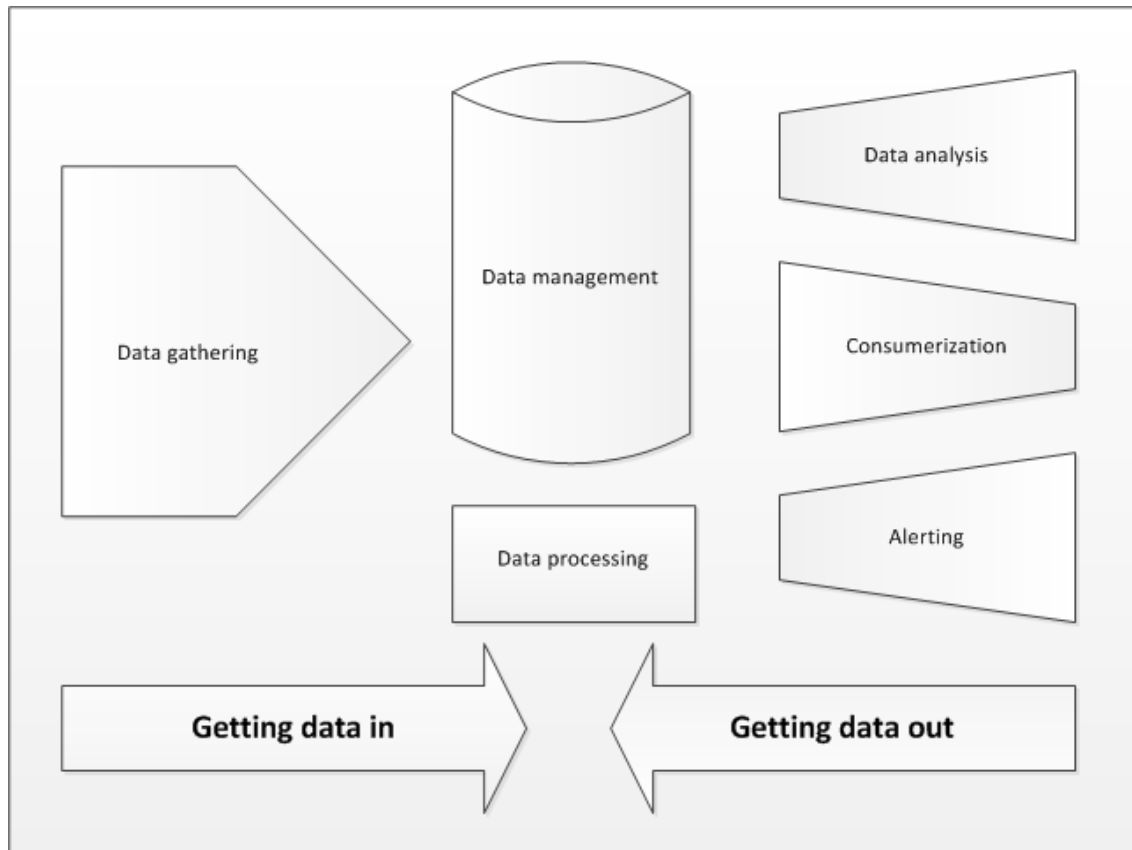 Data gathering
Data management
Data processing
Data analysis
Consumerization
Alerting
Getting data in
Getting data out